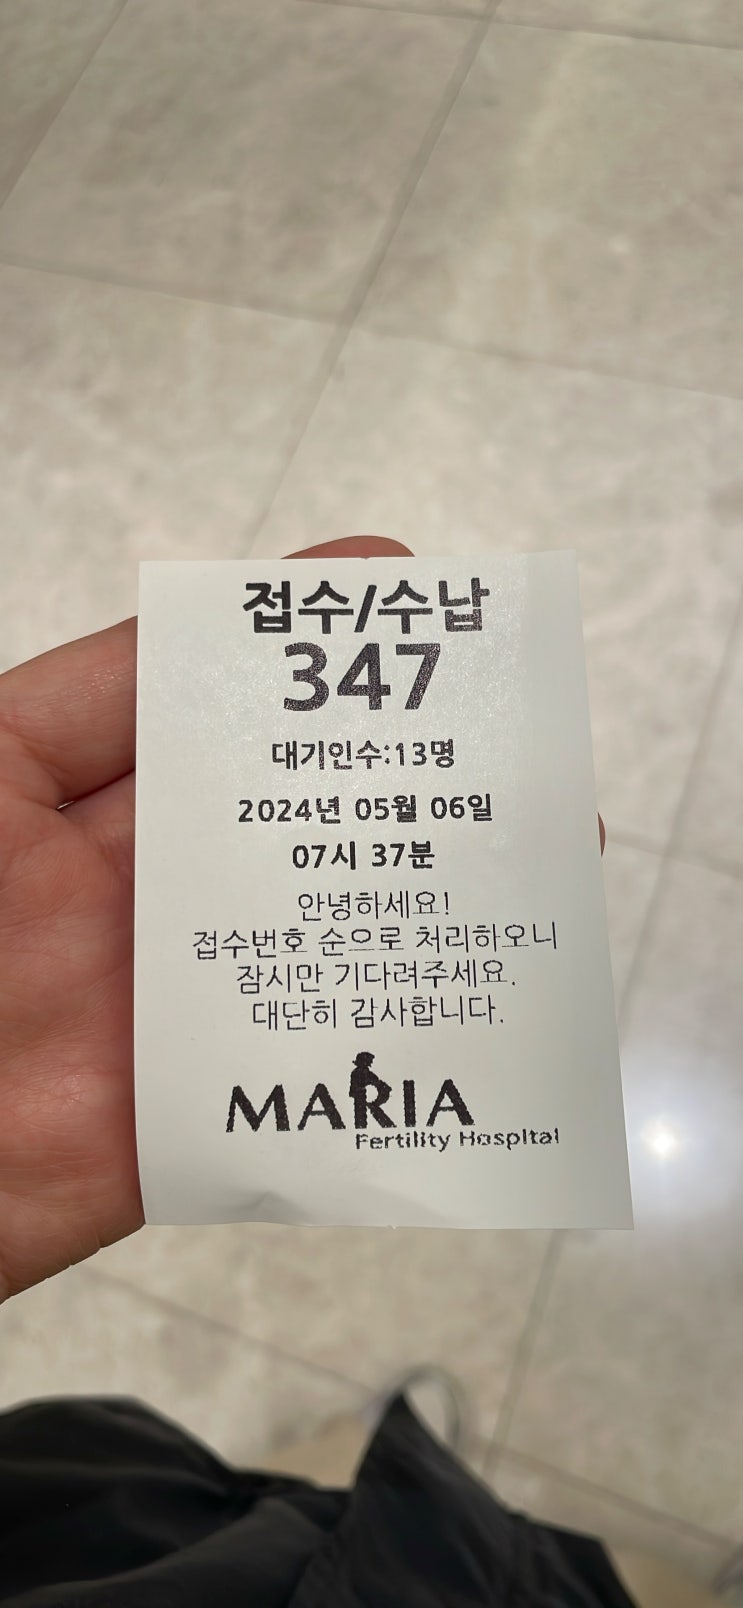 접수/수납
347
대기인수:13명
2024년 05월 06일
07시 37분
안녕하세요!
접수번호 순으로 처리하오니
잠시만 기다려주세요.
대단히 감사합니다.
MARIA
Fertility Hospital